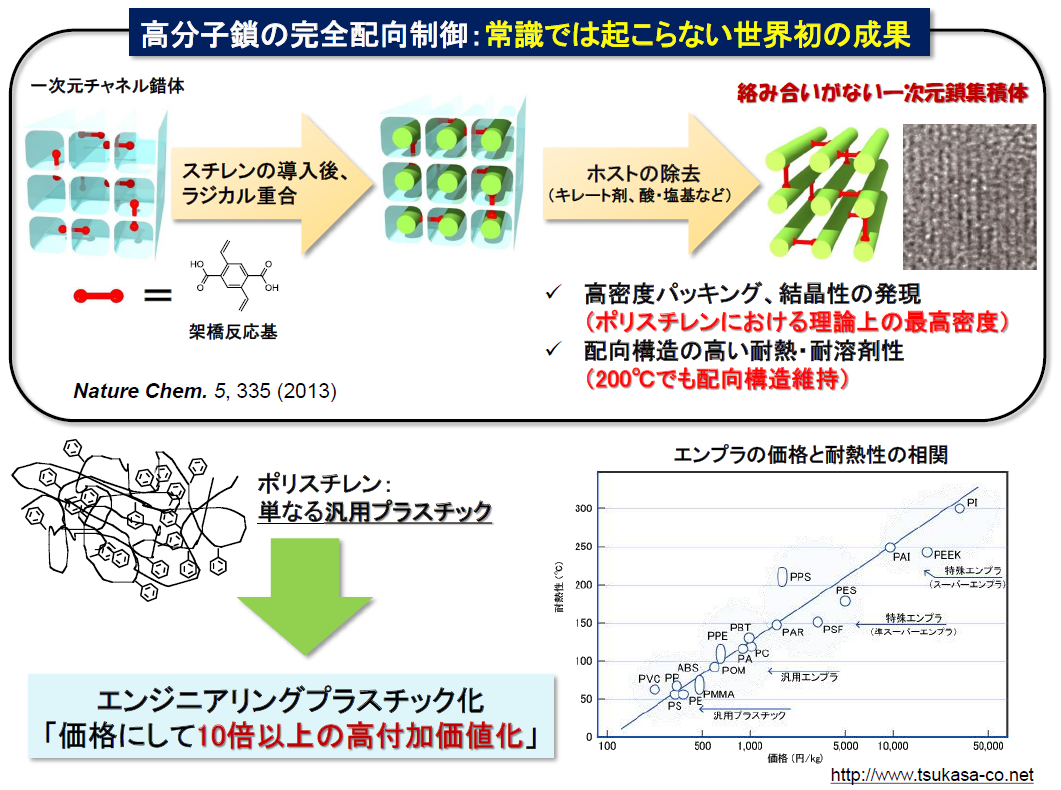 高分子鎖の完全配向制御：常識では起こらない世界初の成果
一次元チャネル錯体
絡み合いがない一次元鎖集積体
スチレンの導入後、
ラジカル重合
ホストの除去
（キレート剤、酸・塩基など）
HO
O
O
OH
＝
架橋反応基
✓ 高密度パッキング、結晶性の発現
（ポリスチレンにおける理論上の最高密度）
✓ 配向構造の高い耐熱・耐溶剤性
（200℃でも配向構造維持）
Nature Chem. 5, 335 (2013)
ポリスチレン：
単なる汎用プラスチック
エンジニアリングプラスチック化
「価格にして10倍以上の高付加価値化」
エンプラの価格と耐熱性の相関
耐熱性（℃）
300
250
200
150
100
50
0
PI
PAI
PEEK
特殊エンプラ
（スーパーエンプラ）
PPS
PES
PSF
特殊エンプラ
（準スーパーエンプラ）
PAR
PBT
PPE
PA
PC
ABS
POM
汎用エンプラ
PVC
PP
PS
PE
PMMA
汎用プラスチック
100
500
1,000
5,000
10,000
50,000
価格（円/kg）
http://www.tsukasa-co.net